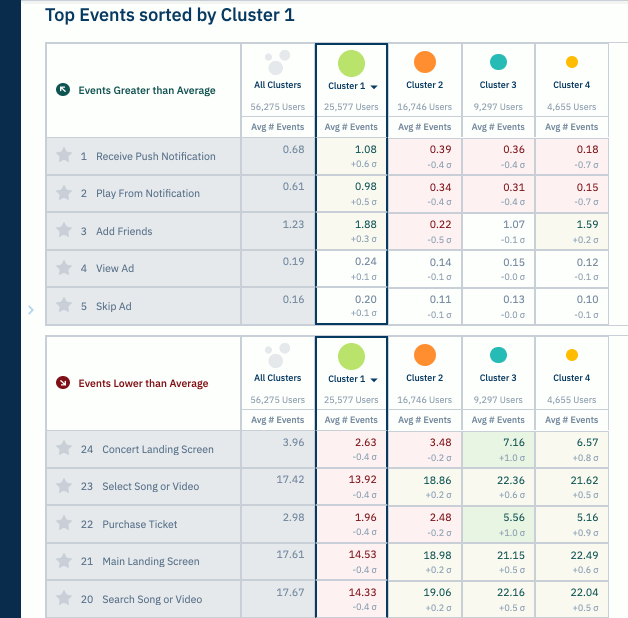 Top Events sorted by Cluster 1
Events Greater than Average
All Clusters Cluster 1 Cluster 2 Cluster 3 Cluster 4
56,275 Users 25,577 Users 16,746 Users 9,297 Users 4,655 Users
Avg # Events Avg # Events Avg # Events Avg # Events Avg # Events
1 Receive Push Notification 0.68 1.08 0.39 0.36 0.18
+0.6 σ -0.4 σ -0.4 σ -0.7 σ
2 Play From Notification 0.61 0.98 0.34 0.31 0.15
+0.5 σ -0.4 σ -0.4 σ -0.7 σ
3 Add Friends 1.23 1.88 0.22 1.07 1.59
+0.3 σ -0.5 σ -0.1 σ +0.2 σ
4 View Ad 0.19 0.24 0.14 0.15 0.12
+0.1 σ -0.1 σ -0.0 σ -0.1 σ
5 Skip Ad 0.16 0.20 0.11 0.13 0.10
+0.1 σ -0.1 σ -0.0 σ -0.1 σ
Events Lower than Average
All Clusters Cluster 1 Cluster 2 Cluster 3 Cluster 4
56,275 Users 25,577 Users 16,746 Users 9,297 Users 4,655 Users
Avg # Events Avg # Events Avg # Events Avg # Events Avg # Events
24 Concert Landing Screen 3.96 2.63 3.48 7.16 6.57
-0.4 σ -0.2 σ +1.0 σ +0.8 σ
23 Select Song or Video 17.42 13.92 18.86 22.36 21.62
-0.4 σ +0.2 σ +0.6 σ +0.5 σ
22 Purchase Ticket 2.98 1.96 2.48 5.56 5.16
-0.4 σ -0.2 σ +1.0 σ +0.9 σ
21 Main Landing Screen 17.61 14.53 18.98 21.15 22.49
-0.4 σ +0.2 σ +0.5 σ +0.6 σ
20 Search Song or Video 17.67 14.33 19.06 22.16 22.04
-0.4 σ +0.2 σ +0.5 σ +0.5 σ